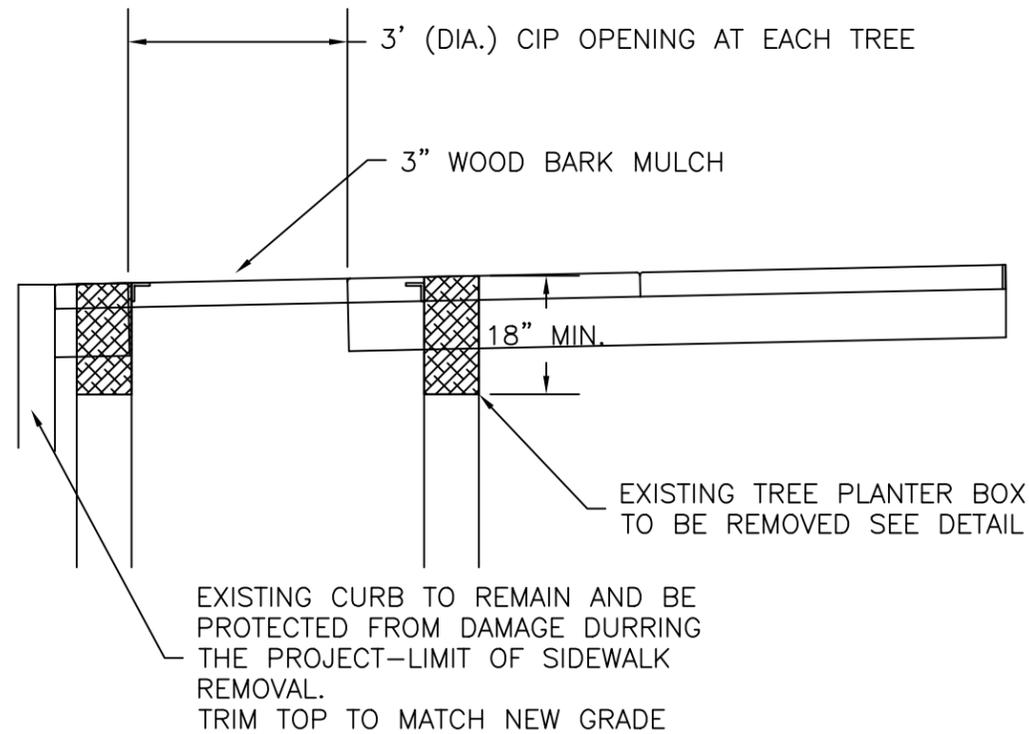 3' (DIA.) CIP OPENING AT EACH TREE
3" WOOD BARK MULCH
18" MIN.
EXISTING TREE PLANTER BOX
TO BE REMOVED SEE DETAIL
EXISTING CURB TO REMAIN AND BE
PROTECTED FROM DAMAGE DURRING
THE PROJECT–LIMIT OF SIDEWALK
REMOVAL.
TRIM TOP TO MATCH NEW GRADE